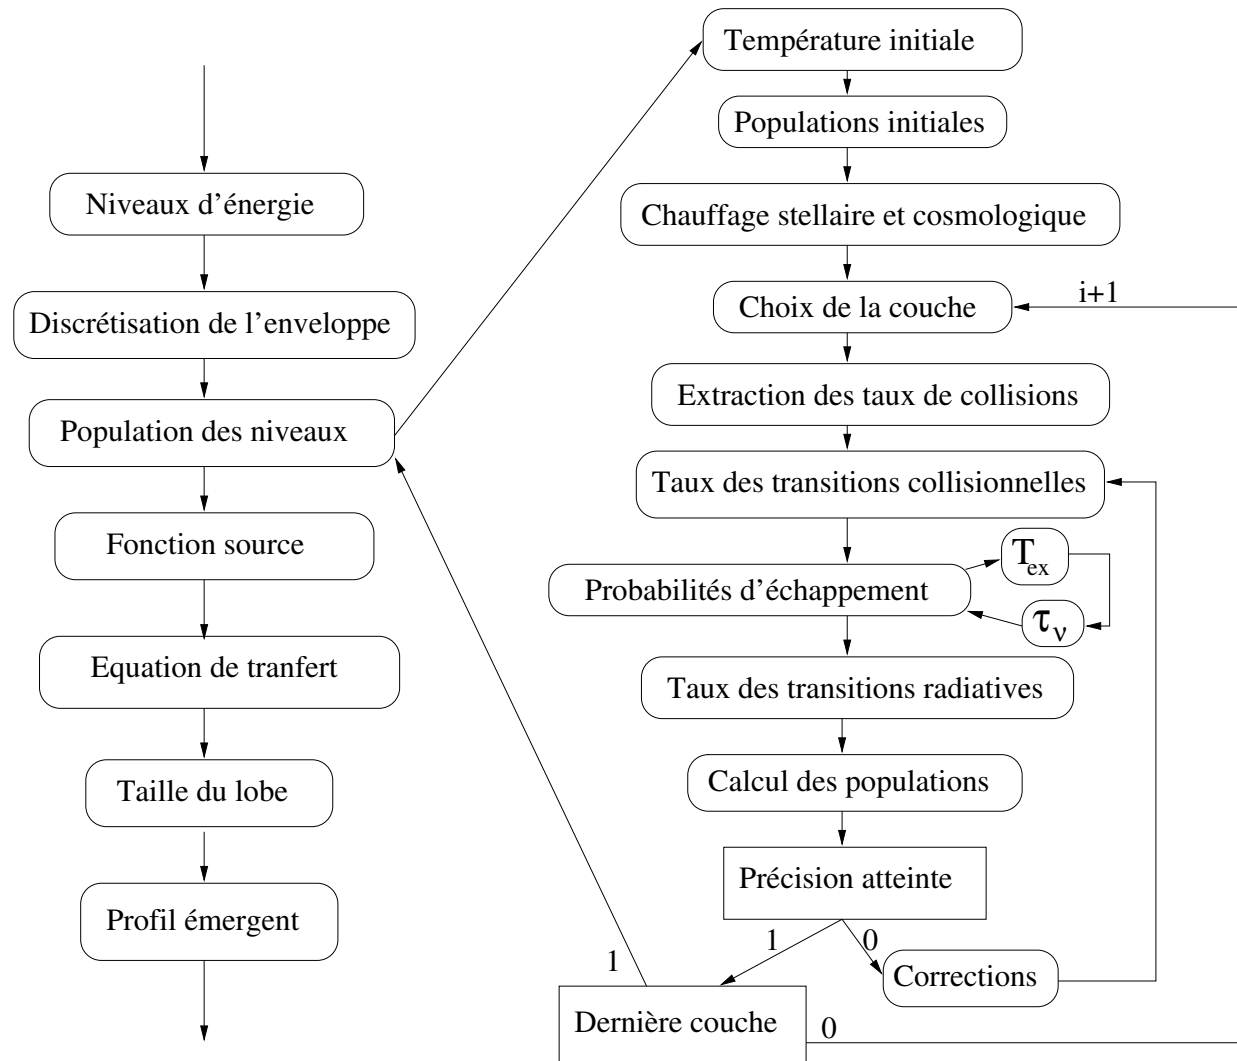 Niveaux d'énergie
Discrétisation de l'enveloppe
Population des niveaux
Fonction source
Equation de tranfert
Taille du lobe
Profil émergent
Température initiale
Populations initiales
Chauffage stellaire et cosmologique
Choix de la couche
i+1
Extraction des taux de collisions
Taux des transitions collisionnelles
Probabilités d'échappement
T_ex
τ_ν
Taux des transitions radiatives
Calcul des populations
Précision atteinte
1
0
Corrections
1
Dernière couche
0